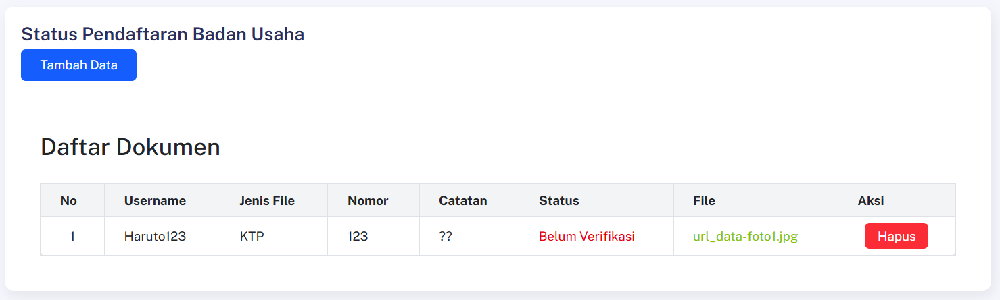 Status Pendaftaran Badan Usaha
Tambah Data
Daftar Dokumen
No Username Jenis File Nomor Catatan Status File Aksi
1 Haruto123 KTP 123 ?? Belum Verifikasi url_data-foto1.jpg Hapus